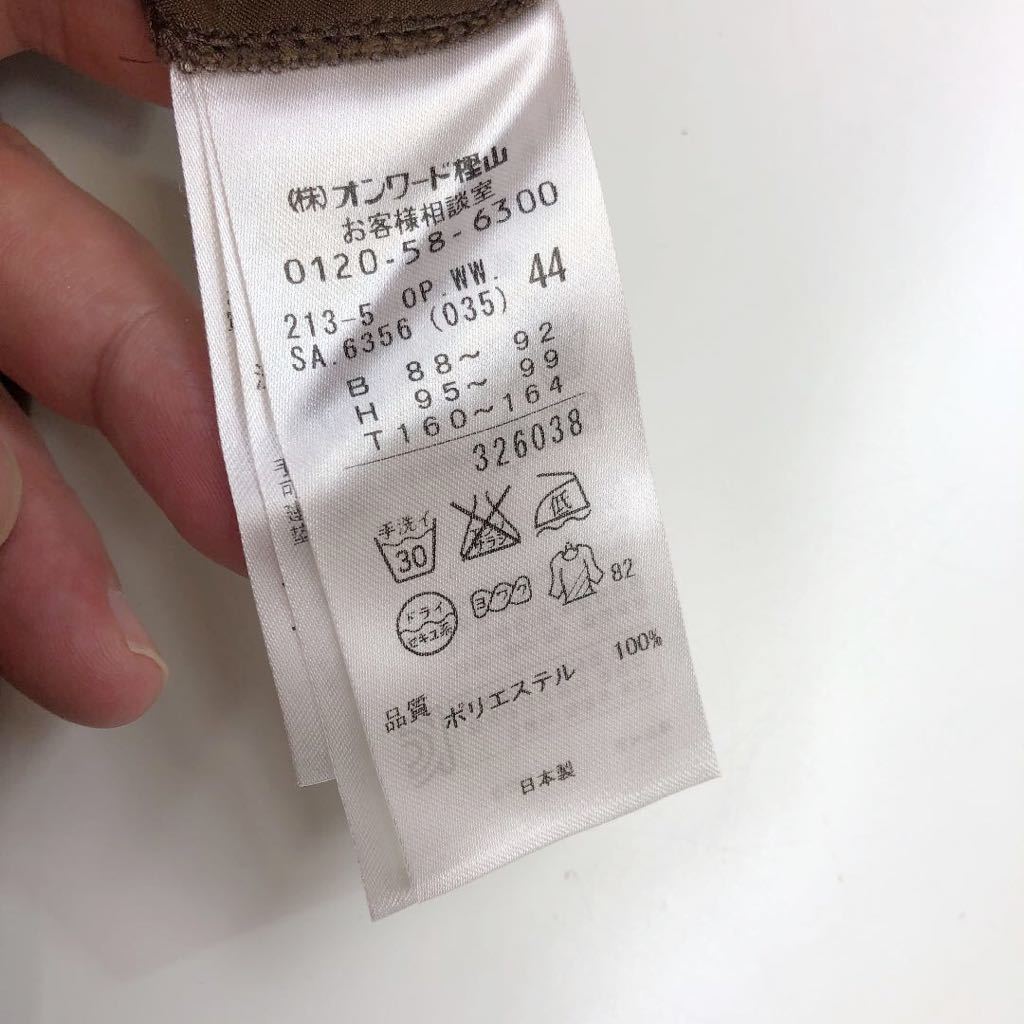 (株)オンワード樫山
お客様相談室
0120-58-6300
213-5 OP.WW. 44
SA.6356 (035)
B 88～ 92
H 95～ 99
T160～164
326038
手洗イ 30 低
ドライ セキユ系 ヨワク 82
品質 ポリエステル 100%
日本製